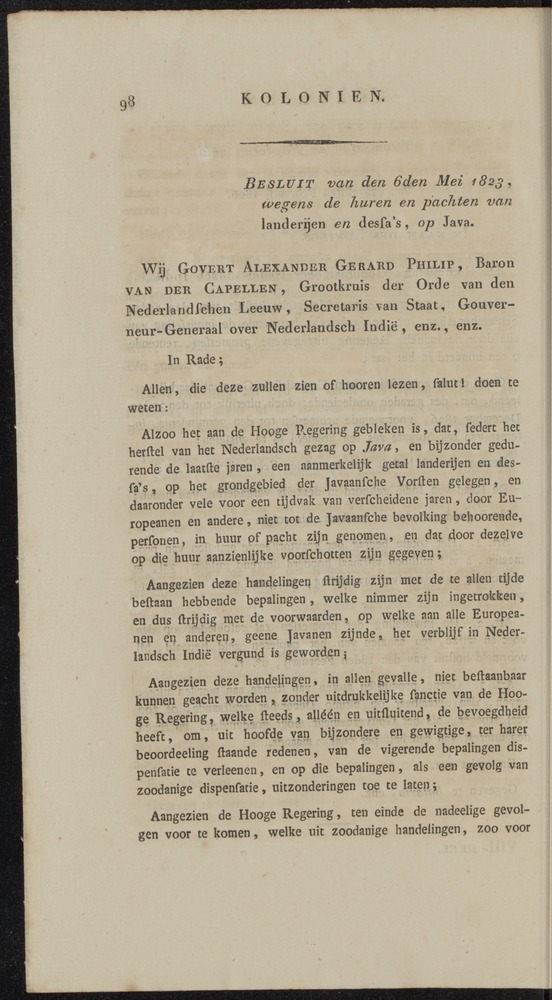 98
KOLONIEN.
BESLUIT van den 6den Mei 1823,
wegens de huren en pachten van
landerijen en desſa's, op Java.
Wij GOVERT ALEXANDER GERARD PHILIP, Baron
VAN DER CAPELLEN, Grootkruis der Orde van den
Nederlandſchen Leeuw, Secretaris van Staat, Gouver-
neur-Generaal over Nederlandsch Indië, enz., enz.
In Rade;
Allen, die deze zullen zien of hooren lezen, ſalut! doen te
weten:
Alzoo het aan de Hooge Regering gebleken is, dat, ſedert het
herſtel van het Nederlandsch gezag op Java, en bijzonder gedu-
rende de laatſte jaren, een aanmerkelijk getal landerijen en des-
ſa's, op het grondgebied der Javaanſche Vorſten gelegen, en
daaronder vele voor een tijdvak van verſcheidene jaren, door Eu-
ropeanen en andere, niet tot de Javaanſche bevolking behoorende,
perſonen, in huur of pacht zijn genomen, en dat door dezelve
op die huur aanzienlijke voorſchotten zijn gegeven;
Aangezien deze handelingen ſtrijdig zijn met de te allen tijde
beſtaan hebbende bepalingen, welke nimmer zijn ingetrokken,
en dus ſtrijdig met de voorwaarden, op welke aan alle Europea-
nen en anderen, geene Javanen zijnde, het verblijf in Neder-
landsch Indië vergund is geworden;
Aangezien deze handelingen, in allen gevalle, niet beſtaanbaar
kunnen geacht worden, zonder uitdrukkelijke ſanctie van de Hoo-
ge Regering, welke ſteeds, alléén en uitſluitend, de bevoegdheid
heeft, om, uit hoofde van bijzondere en gewigtige, ter harer
beoordeeling ſtaande redenen, van de vigerende bepalingen dis-
penſatie te verleenen, en op die bepalingen, als een gevolg van
zoodanige dispenſatie, uitzonderingen toe te laten;
Aangezien de Hooge Regering, ten einde de nadeelige gevol-
gen voor te komen, welke uit zoodanige handelingen, zoo voor